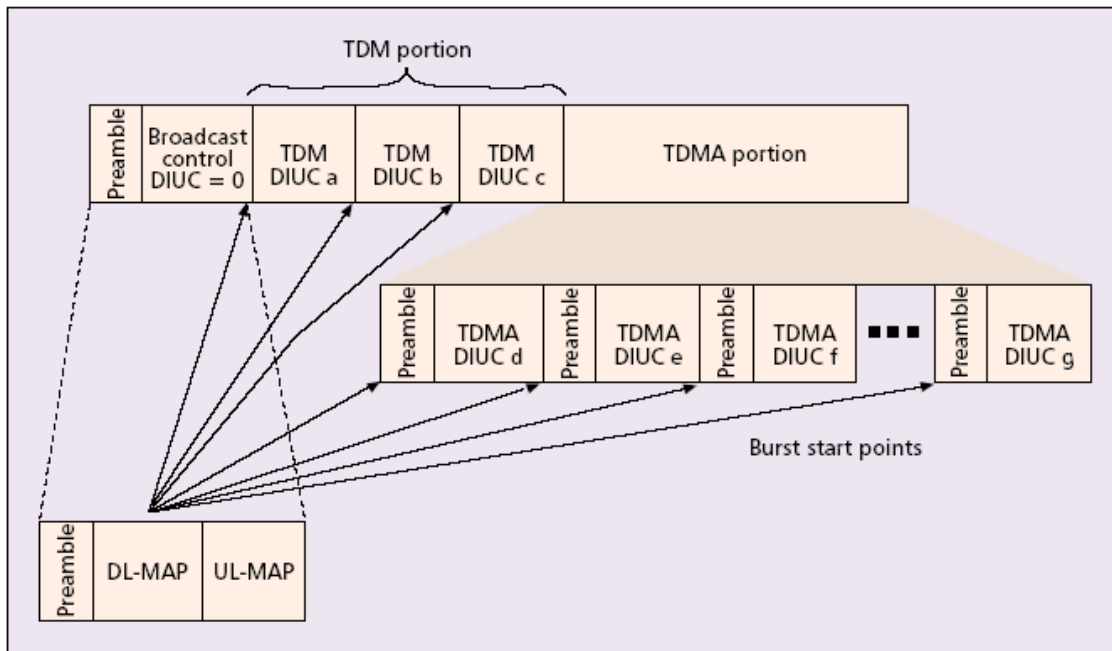 TDM portion
Preamble
Broadcast
control
DIUC = 0
TDM
DIUC a
TDM
DIUC b
TDM
DIUC c
TDMA portion
Preamble
TDMA
DIUC d
Preamble
TDMA
DIUC e
Preamble
TDMA
DIUC f
Preamble
TDMA
DIUC g
Burst start points
Preamble
DL-MAP
UL-MAP